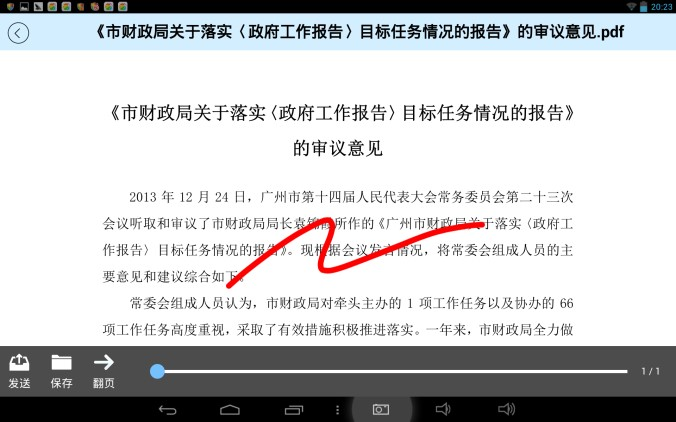 20:23
《市财政局关于落实〈政府工作报告〉目标任务情况的报告》的审议意见.pdf
《市财政局关于落实〈政府工作报告〉目标任务情况的报告》
的审议意见
2013 年 12 月 24 日，广州市第十四届人民代表大会常务委员会第二十三次
会议听取和审议了市财政局局长袁锦霞所作的《广州市财政局关于落实〈政府工
作报告〉目标任务情况的报告》。现根据会议发言情况，将常委会组成人员的主
要意见和建议综合如下：
常委会组成人员认为，市财政局对牵头主办的 1 项工作任务以及协办的 66
项工作任务高度重视，采取了有效措施积极推进落实。一年来，市财政局全力做
发送 保存 翻页 1 / 1